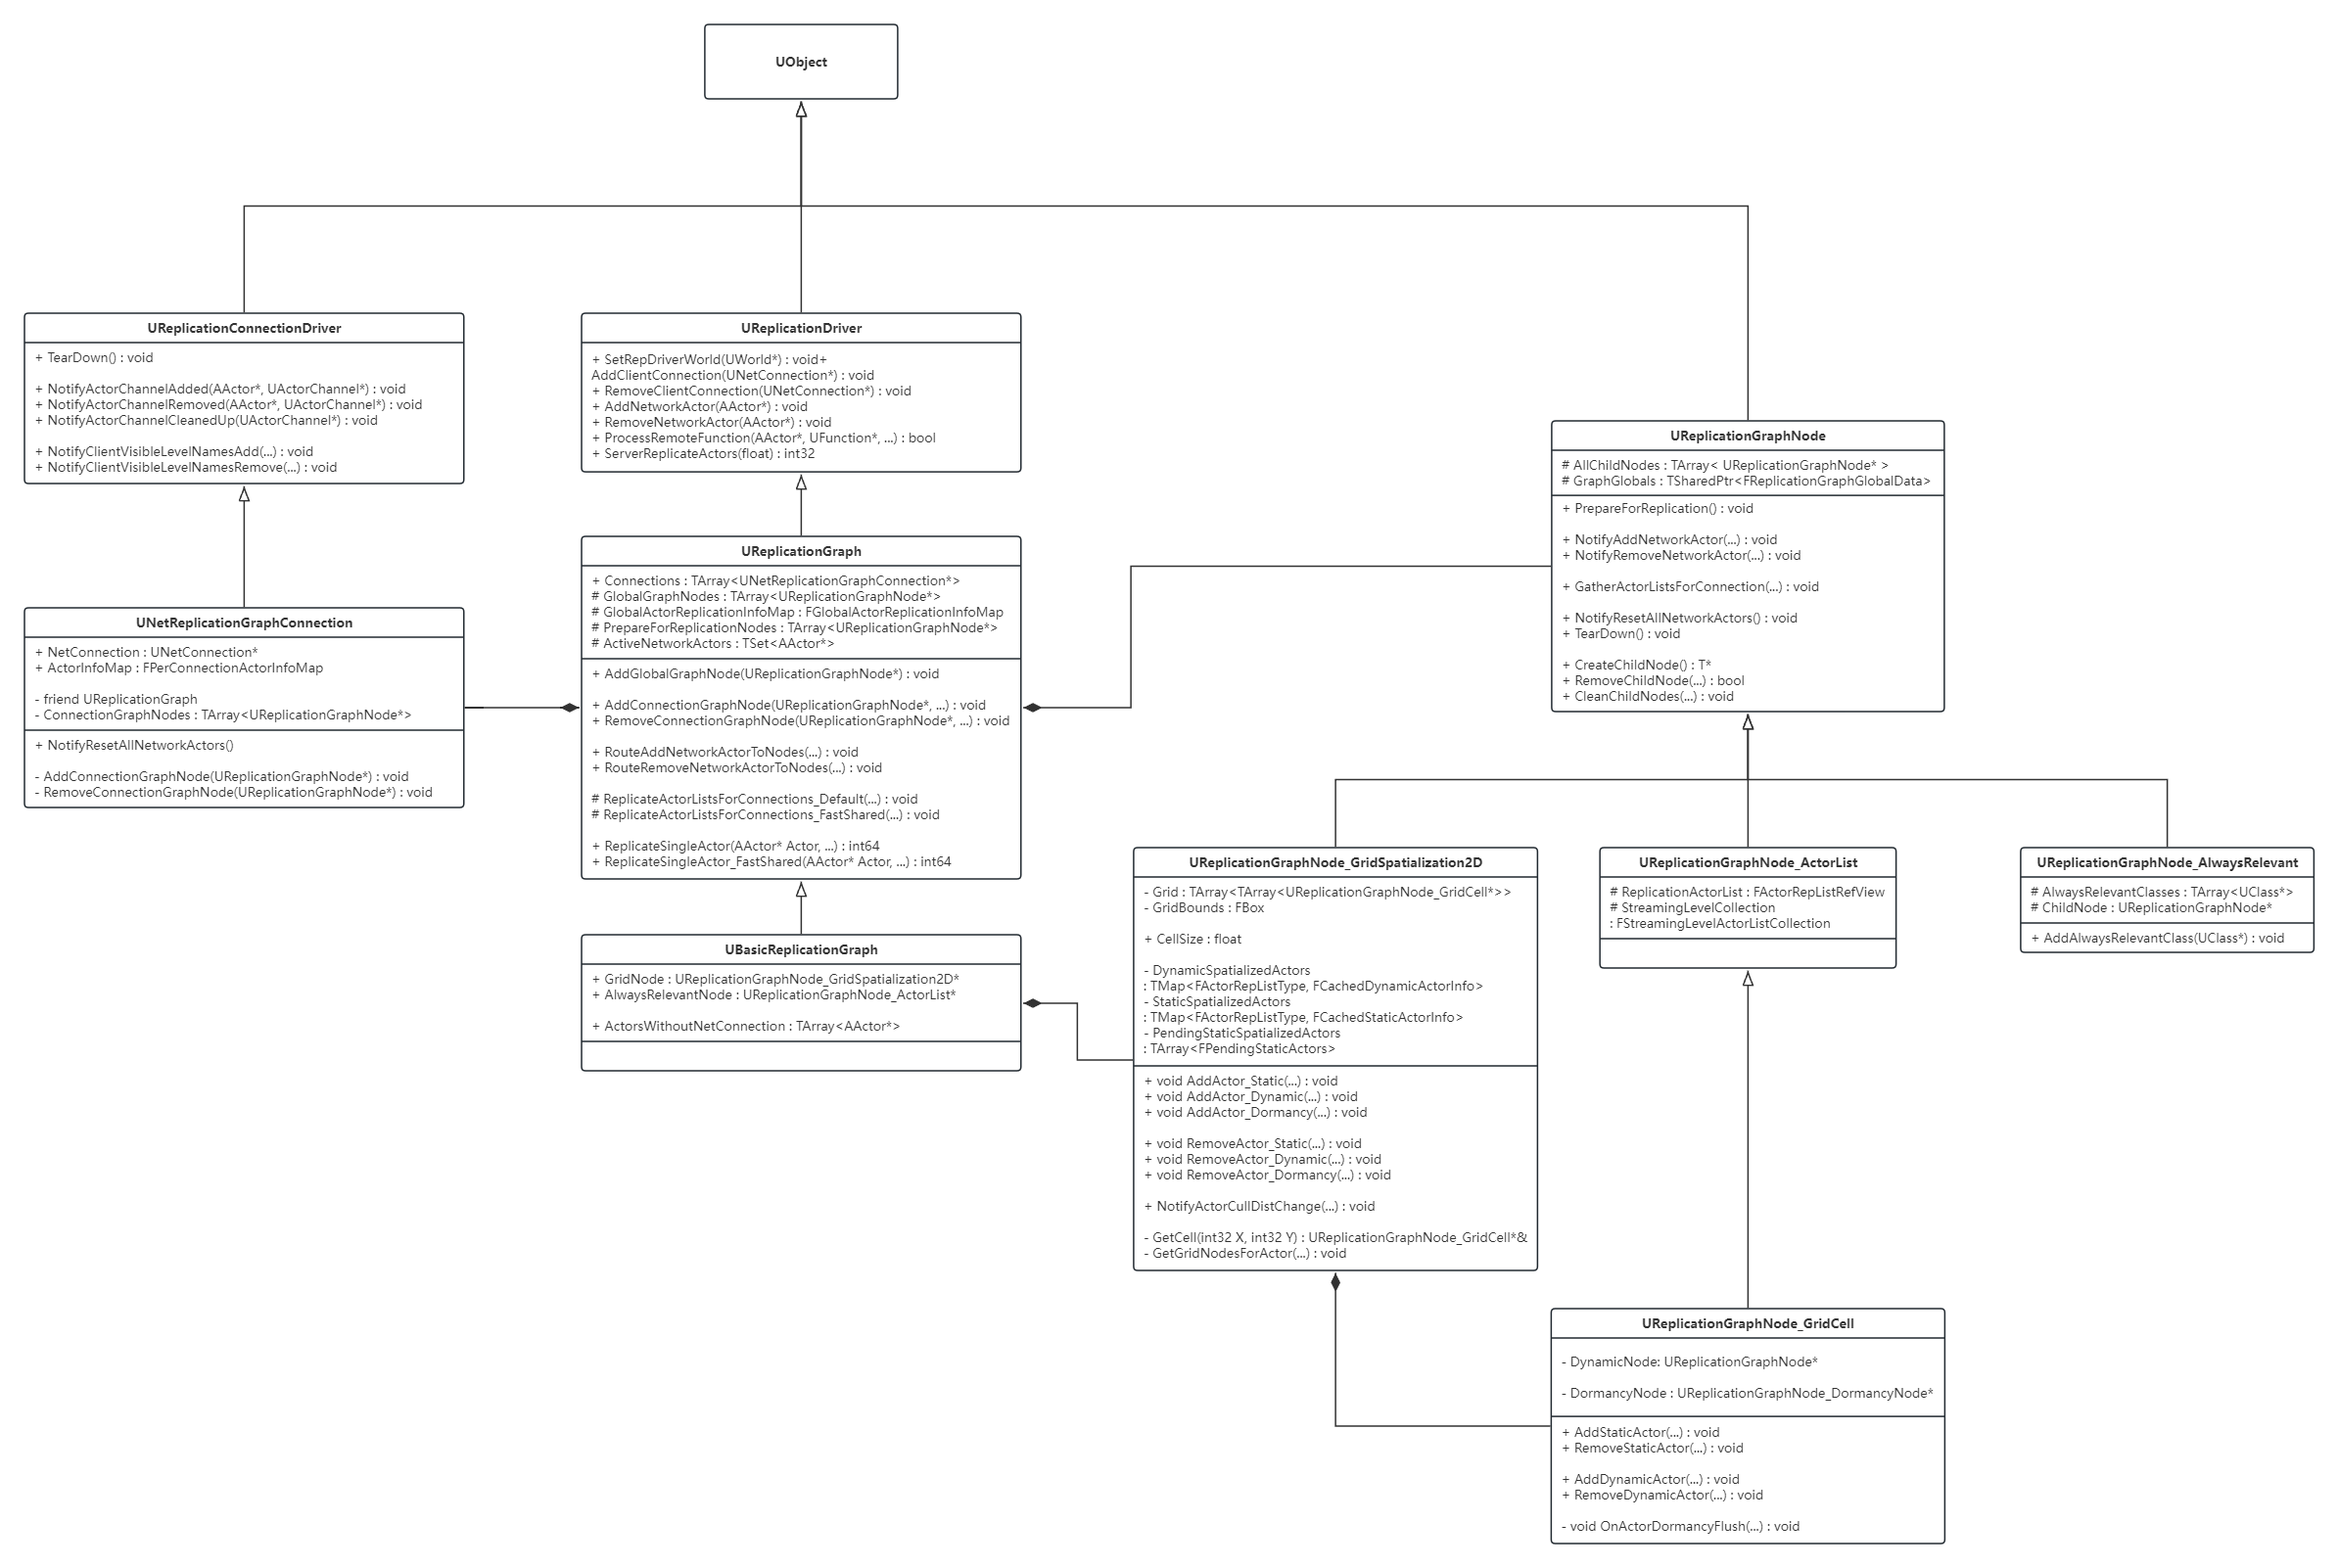 UObject
UReplicationConnectionDriver
+ TearDown() : void
+ NotifyActorChannelAdded(AActor*, UActorChannel*) : void
+ NotifyActorChannelRemoved(AActor*, UActorChannel*) : void
+ NotifyActorChannelCleanedUp(UActorChannel*) : void
+ NotifyClientVisibleLevelNamesAdd(...) : void
+ NotifyClientVisibleLevelNamesRemove(...) : void
UReplicationDriver
+ SetRepDriverWorld(UWorld*) : void+
AddClientConnection(UNetConnection*) : void
+ RemoveClientConnection(UNetConnection*) : void
+ AddNetworkActor(AActor*) : void
+ RemoveNetworkActor(AActor*) : void
+ ProcessRemoteFunction(AActor*, UFunction*, ...) : bool
+ ServerReplicateActors(float) : int32
UReplicationGraphNode
# AllChildNodes : TArray< UReplicationGraphNode* >
# GraphGlobals : TSharedPtr<FReplicationGraphGlobalData>
+ PrepareForReplication() : void
+ NotifyAddNetworkActor(...) : void
+ NotifyRemoveNetworkActor(...) : void
+ GatherActorListsForConnection(...) : void
+ NotifyResetAllNetworkActors() : void
+ TearDown() : void
+ CreateChildNode() : T*
+ RemoveChildNode(...) : bool
+ CleanChildNodes(...) : void
UNetReplicationGraphConnection
+ NetConnection : UNetConnection*
+ ActorInfoMap : FPerConnectionActorInfoMap
- friend UReplicationGraph
- ConnectionGraphNodes : TArray<UReplicationGraphNode*>
+ NotifyResetAllNetworkActors()
- AddConnectionGraphNode(UReplicationGraphNode*) : void
- RemoveConnectionGraphNode(UReplicationGraphNode*) : void
UReplicationGraph
+ Connections : TArray<UNetReplicationGraphConnection*>
# GlobalGraphNodes : TArray<UReplicationGraphNode*>
# GlobalActorReplicationInfoMap : FGlobalActorReplicationInfoMap
# PrepareForReplicationNodes : TArray<UReplicationGraphNode*>
# ActiveNetworkActors : TSet<AActor*>
+ AddGlobalGraphNode(UReplicationGraphNode*) : void
+ AddConnectionGraphNode(UReplicationGraphNode*, ...) : void
+ RemoveConnectionGraphNode(UReplicationGraphNode*, ...) : void
+ RouteAddNetworkActorToNodes(...) : void
+ RouteRemoveNetworkActorToNodes(...) : void
# ReplicateActorListsForConnections_Default(...) : void
# ReplicateActorListsForConnections_FastShared(...) : void
+ ReplicateSingleActor(AActor* Actor, ...) : int64
+ ReplicateSingleActor_FastShared(AActor* Actor, ...) : int64
UBasicReplicationGraph
+ GridNode : UReplicationGraphNode_GridSpatialization2D*
+ AlwaysRelevantNode : UReplicationGraphNode_ActorList*
+ ActorsWithoutNetConnection : TArray<AActor*>
UReplicationGraphNode_GridSpatialization2D
- Grid : TArray<TArray<UReplicationGraphNode_GridCell*>>
- GridBounds : FBox
+ CellSize : float
- DynamicSpatializedActors
: TMap<FActorRepListType, FCachedDynamicActorInfo>
- StaticSpatializedActors
: TMap<FActorRepListType, FCachedStaticActorInfo>
- PendingStaticSpatializedActors
: TArray<FPendingStaticActors>
+ void AddActor_Static(...) : void
+ void AddActor_Dynamic(...) : void
+ void AddActor_Dormancy(...) : void
+ void RemoveActor_Static(...) : void
+ void RemoveActor_Dynamic(...) : void
+ void RemoveActor_Dormancy(...) : void
+ NotifyActorCullDistChange(...) : void
- GetCell(int32 X, int32 Y) : UReplicationGraphNode_GridCell*&
- GetGridNodesForActor(...) : void
UReplicationGraphNode_ActorList
# ReplicationActorList : FActorRepListRefView
# StreamingLevelCollection
: FStreamingLevelActorListCollection
UReplicationGraphNode_AlwaysRelevant
# AlwaysRelevantClasses : TArray<UClass*>
# ChildNode : UReplicationGraphNode*
+ AddAlwaysRelevantClass(UClass*) : void
UReplicationGraphNode_GridCell
- DynamicNode: UReplicationGraphNode*
- DormancyNode : UReplicationGraphNode_DormancyNode*
+ AddStaticActor(...) : void
+ RemoveStaticActor(...) : void
+ AddDynamicActor(...) : void
+ RemoveDynamicActor(...) : void
- void OnActorDormancyFlush(...) : void